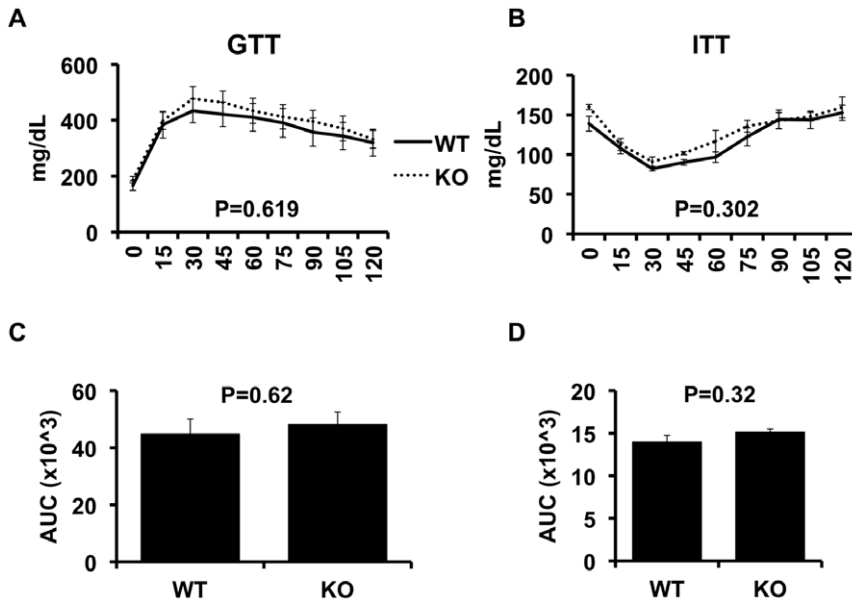 A
GTT
600
400
200
0
mg/dL
P=0.619
0 15 30 45 60 75 90 105 120
WT
KO
B
ITT
200
150
100
50
0
mg/dL
P=0.302
0 15 30 45 60 75 90 105 120
C
60
40
20
0
AUC (x10^3)
P=0.62
WT KO
D
20
15
10
5
0
AUC (x10^3)
P=0.32
WT KO